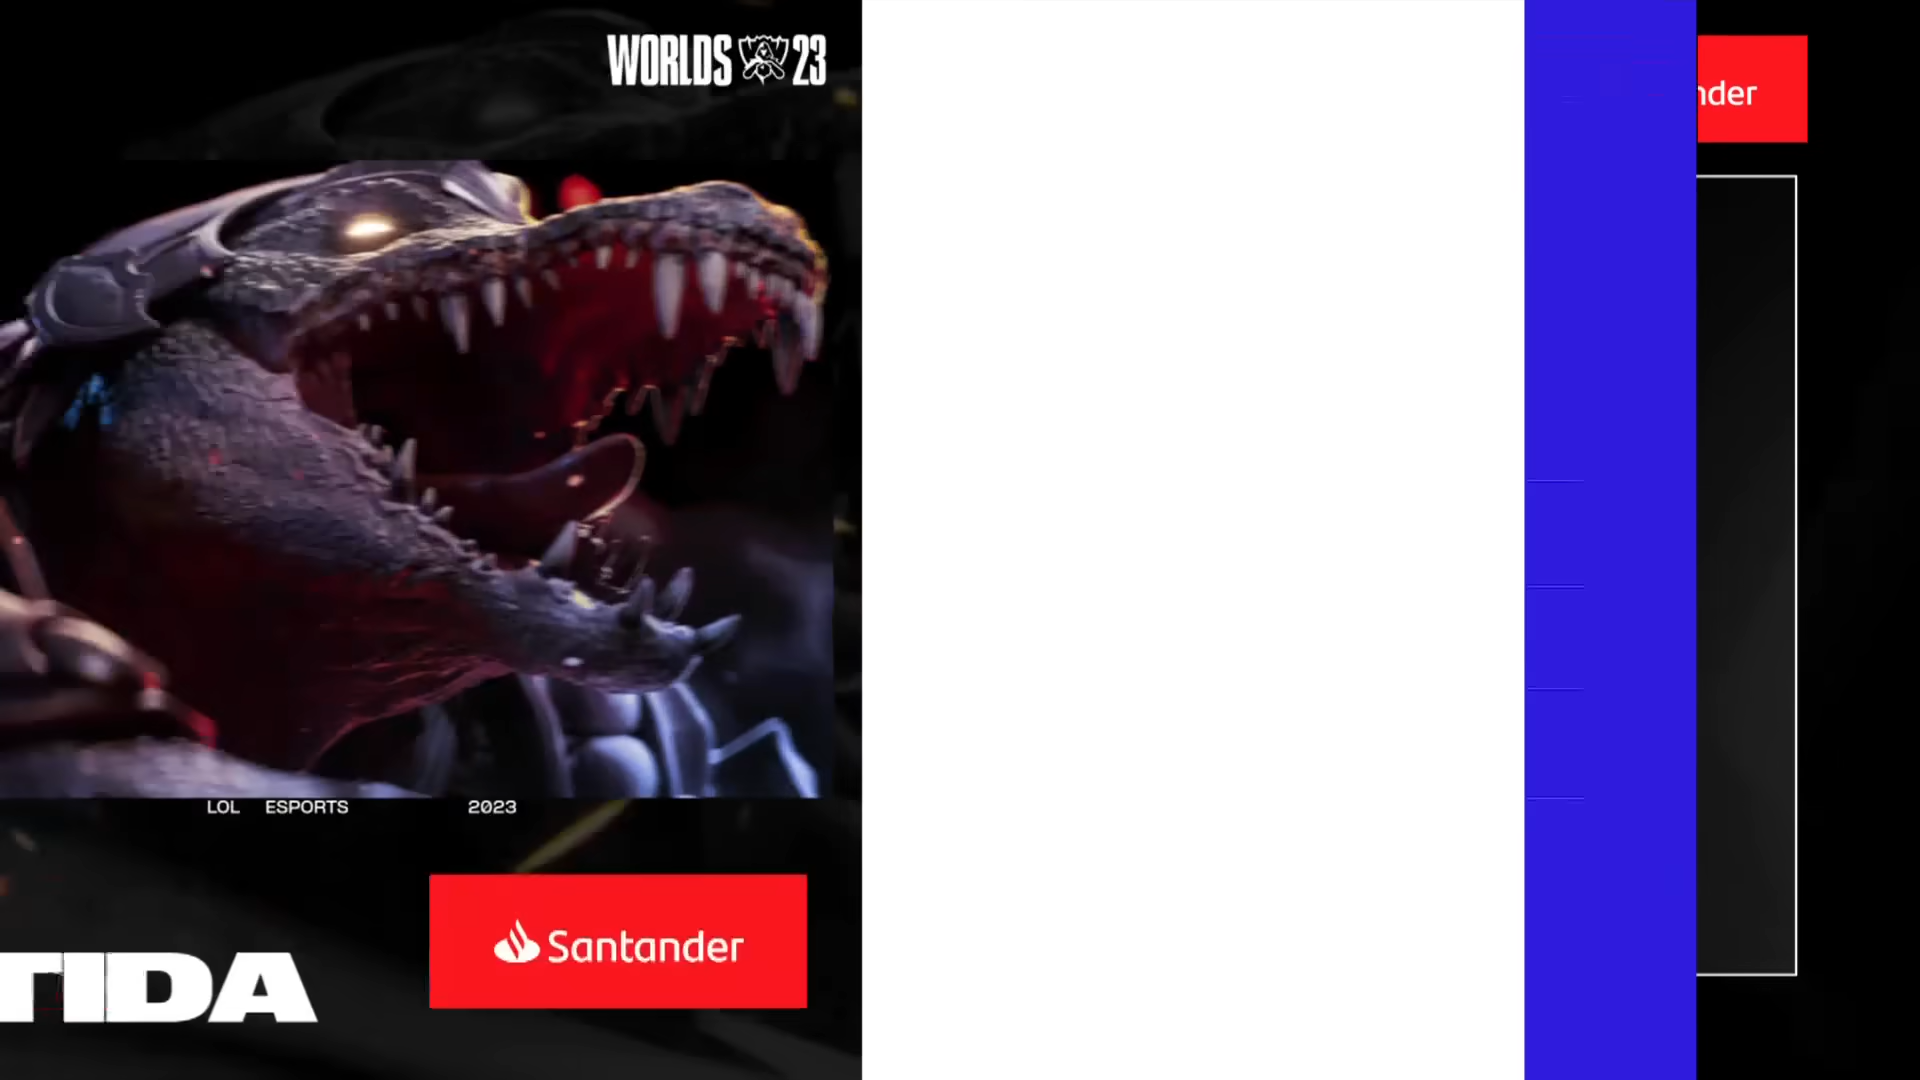 WORLDS 23
nder
LOL ESPORTS 2023
Santander
TIDA